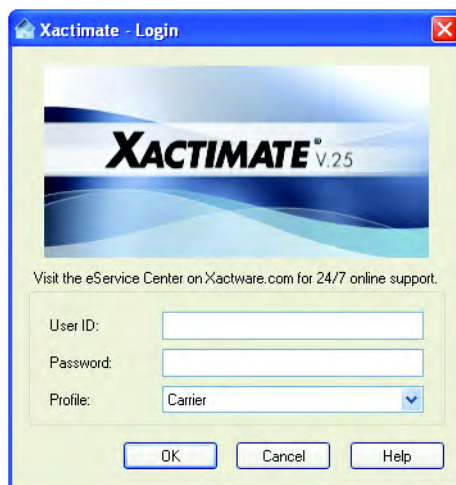 Xactimate - Login
XACTIMATE® V.25
Visit the eService Center on Xactware.com for 24/7 online support.
User ID:
Password:
Profile: Carrier
OK Cancel Help